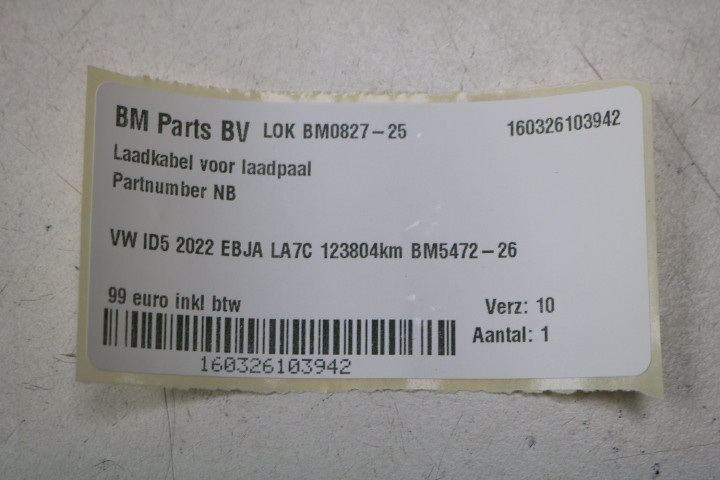 BM Parts BV LOK BM0827-25 160326103942
Laadkabel voor laadpaal
Partnumber NB
VW ID5 2022 EBJA LA7C 123804km BM5472-26
99 euro inkl btw Verz: 10
Aantal: 1
160326103942